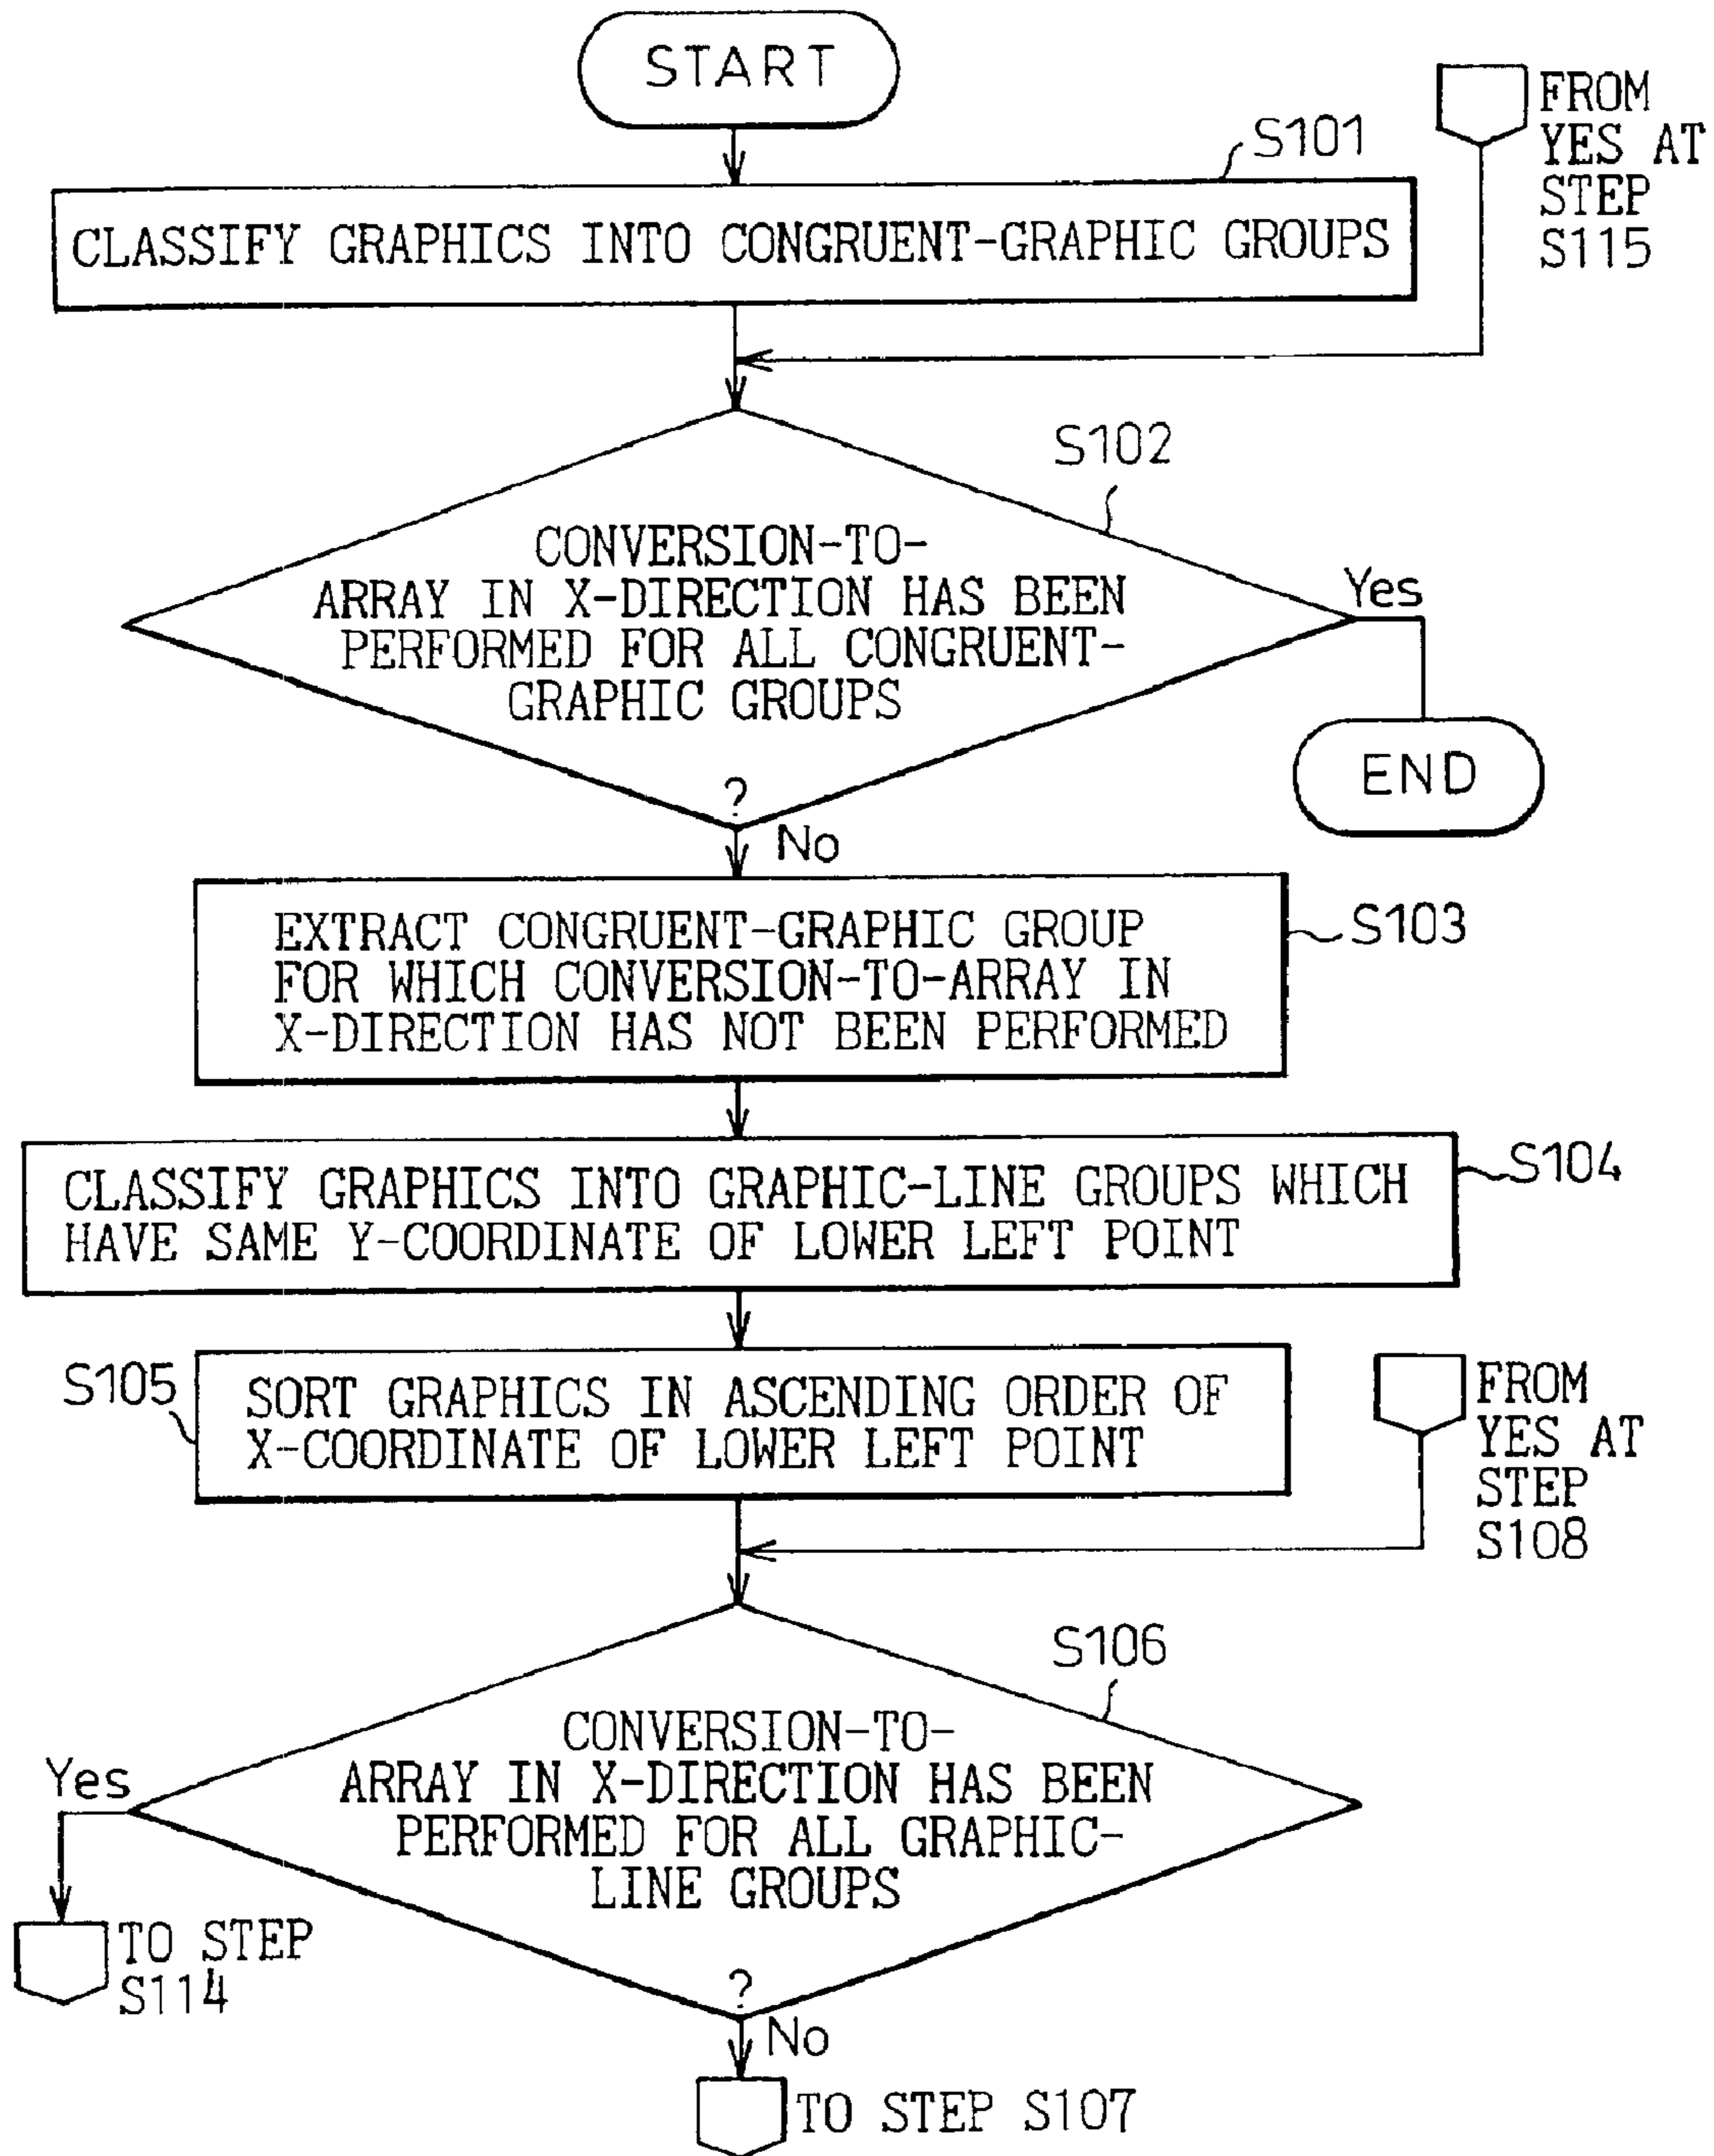 START
FROM
YES AT
STEP
S115
S101
CLASSIFY GRAPHICS INTO CONGRUENT-GRAPHIC GROUPS
S102
CONVERSION-TO-
ARRAY IN X-DIRECTION HAS BEEN
PERFORMED FOR ALL CONGRUENT-
GRAPHIC GROUPS
?
Yes
END
No
S103
EXTRACT CONGRUENT-GRAPHIC GROUP
FOR WHICH CONVERSION-TO-ARRAY IN
X-DIRECTION HAS NOT BEEN PERFORMED
S104
CLASSIFY GRAPHICS INTO GRAPHIC-LINE GROUPS WHICH
HAVE SAME Y-COORDINATE OF LOWER LEFT POINT
S105
SORT GRAPHICS IN ASCENDING ORDER OF
X-COORDINATE OF LOWER LEFT POINT
FROM
YES AT
STEP
S108
S106
CONVERSION-TO-
ARRAY IN X-DIRECTION HAS BEEN
PERFORMED FOR ALL GRAPHIC-
LINE GROUPS
?
Yes
TO STEP
S114
No
TO STEP S107